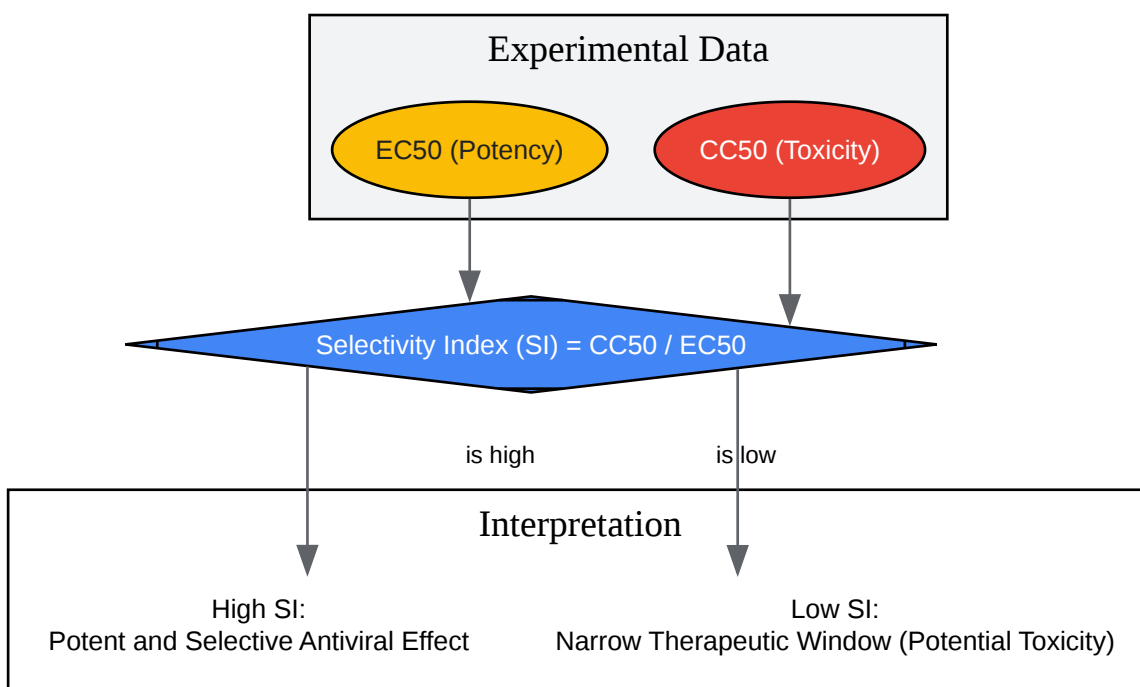 Experimental Data
EC50 (Potency)
CC50 (Toxicity)
Selectivity Index (SI) = CC50 / EC50
is high
is low
Interpretation
High SI:
Potent and Selective Antiviral Effect
Low SI:
Narrow Therapeutic Window (Potential Toxicity)